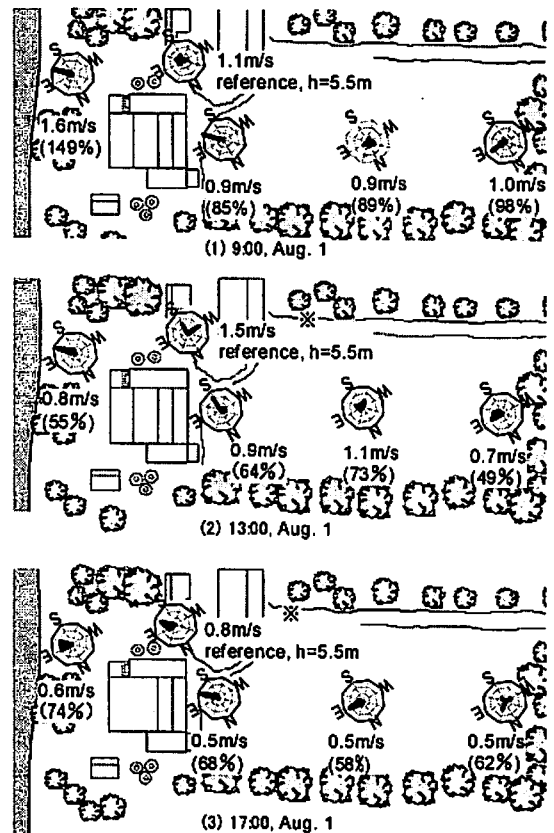 S W E N
S W E N
1.1m/s
reference, h=5.5m
1.6m/s
(149%)
S W E N
S W E N
S W E N
0.9m/s
(85%)
0.9m/s
(89%)
1.0m/s
(98%)
(1) 9:00, Aug. 1
S W E N
S W E N
1.5m/s
reference, h=5.5m
※
0.8m/s
(55%)
S W E N
S W E N
S W E N
0.9m/s
(64%)
1.1m/s
(73%)
0.7m/s
(49%)
(2) 13:00, Aug. 1
S W E N
S W E N
0.8m/s
reference, h=5.5m
※
0.6m/s
(74%)
S W E N
S W E N
S W E N
0.5m/s
(68%)
0.5m/s
(58%)
0.5m/s
(62%)
(3) 17:00, Aug. 1